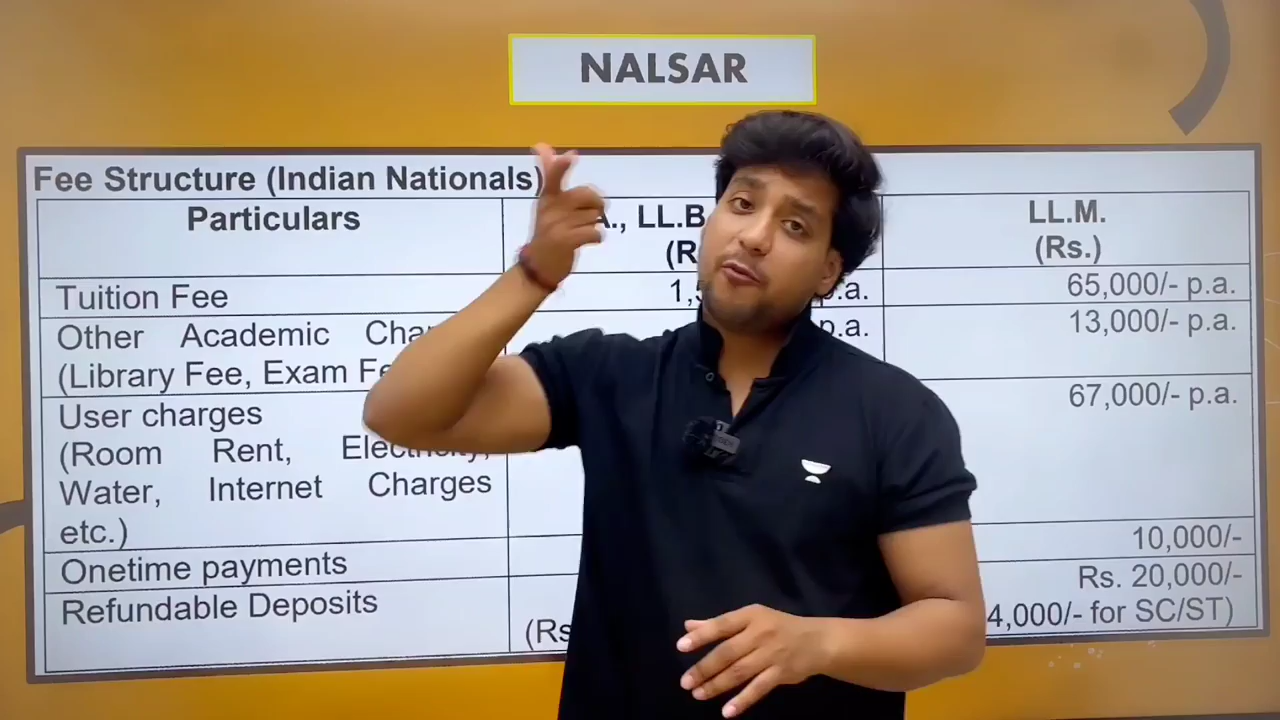 NALSAR
Fee Structure (Indian Nationals)
Particulars
LL.B
LL.M.
(Rs.)
Tuition Fee
p.a.
65,000/- p.a.
Other Academic
p.a.
13,000/- p.a.
(Library Fee, Exam
User charges
67,000/- p.a.
(Room Rent,
Water, Internet Charges
etc.)
Onetime payments
10,000/-
Refundable Deposits
Rs. 20,000/-
4,000/- for SC/ST)